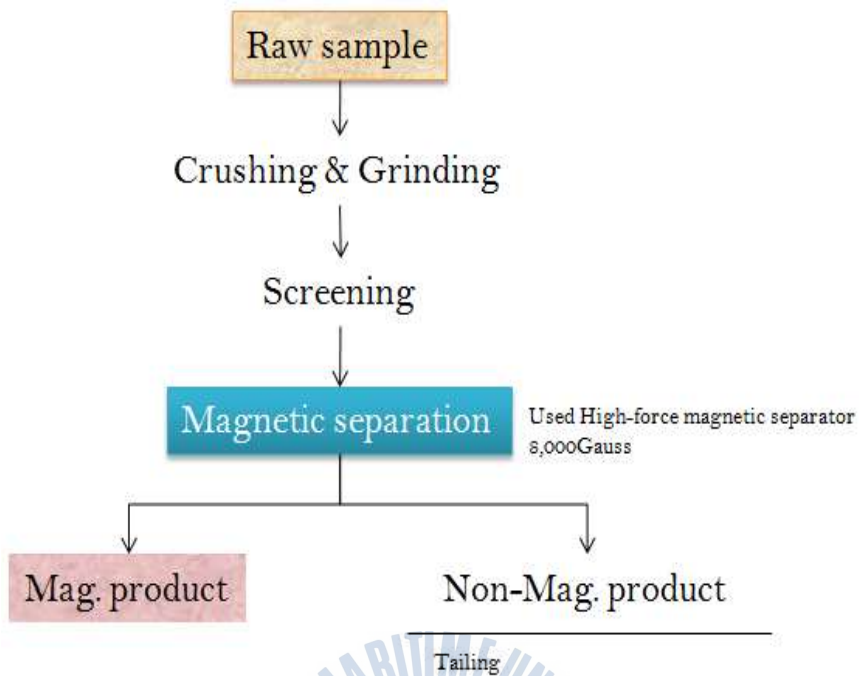 Raw sample
Crushing & Grinding
Screening
Magnetic separation
Used High-force magnetic separator
8,000Gauss
Mag. product
Non-Mag. product
Tailing